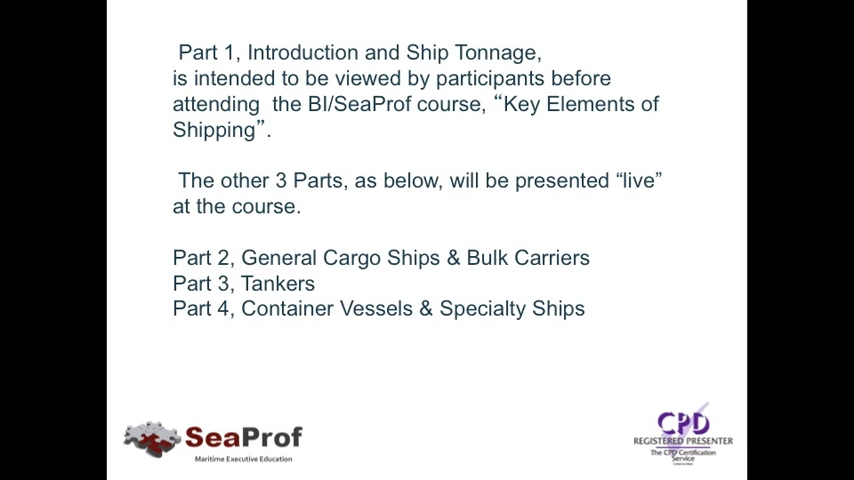 Part 1, Introduction and Ship Tonnage,
is intended to be viewed by participants before
attending the BI/SeaProf course, “Key Elements of
Shipping”.
The other 3 Parts, as below, will be presented “live”
at the course.
Part 2, General Cargo Ships & Bulk Carriers
Part 3, Tankers
Part 4, Container Vessels & Specialty Ships
SeaProf
Maritime Executive Education
CPD
REGISTERED PRESENTER
The CPD Certification
Service